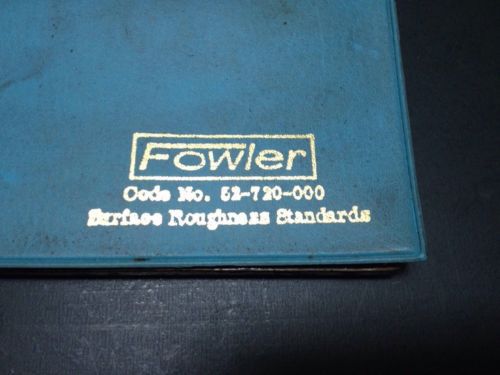 Fowler
Code No. 52-720-000
Surface Roughness Standards